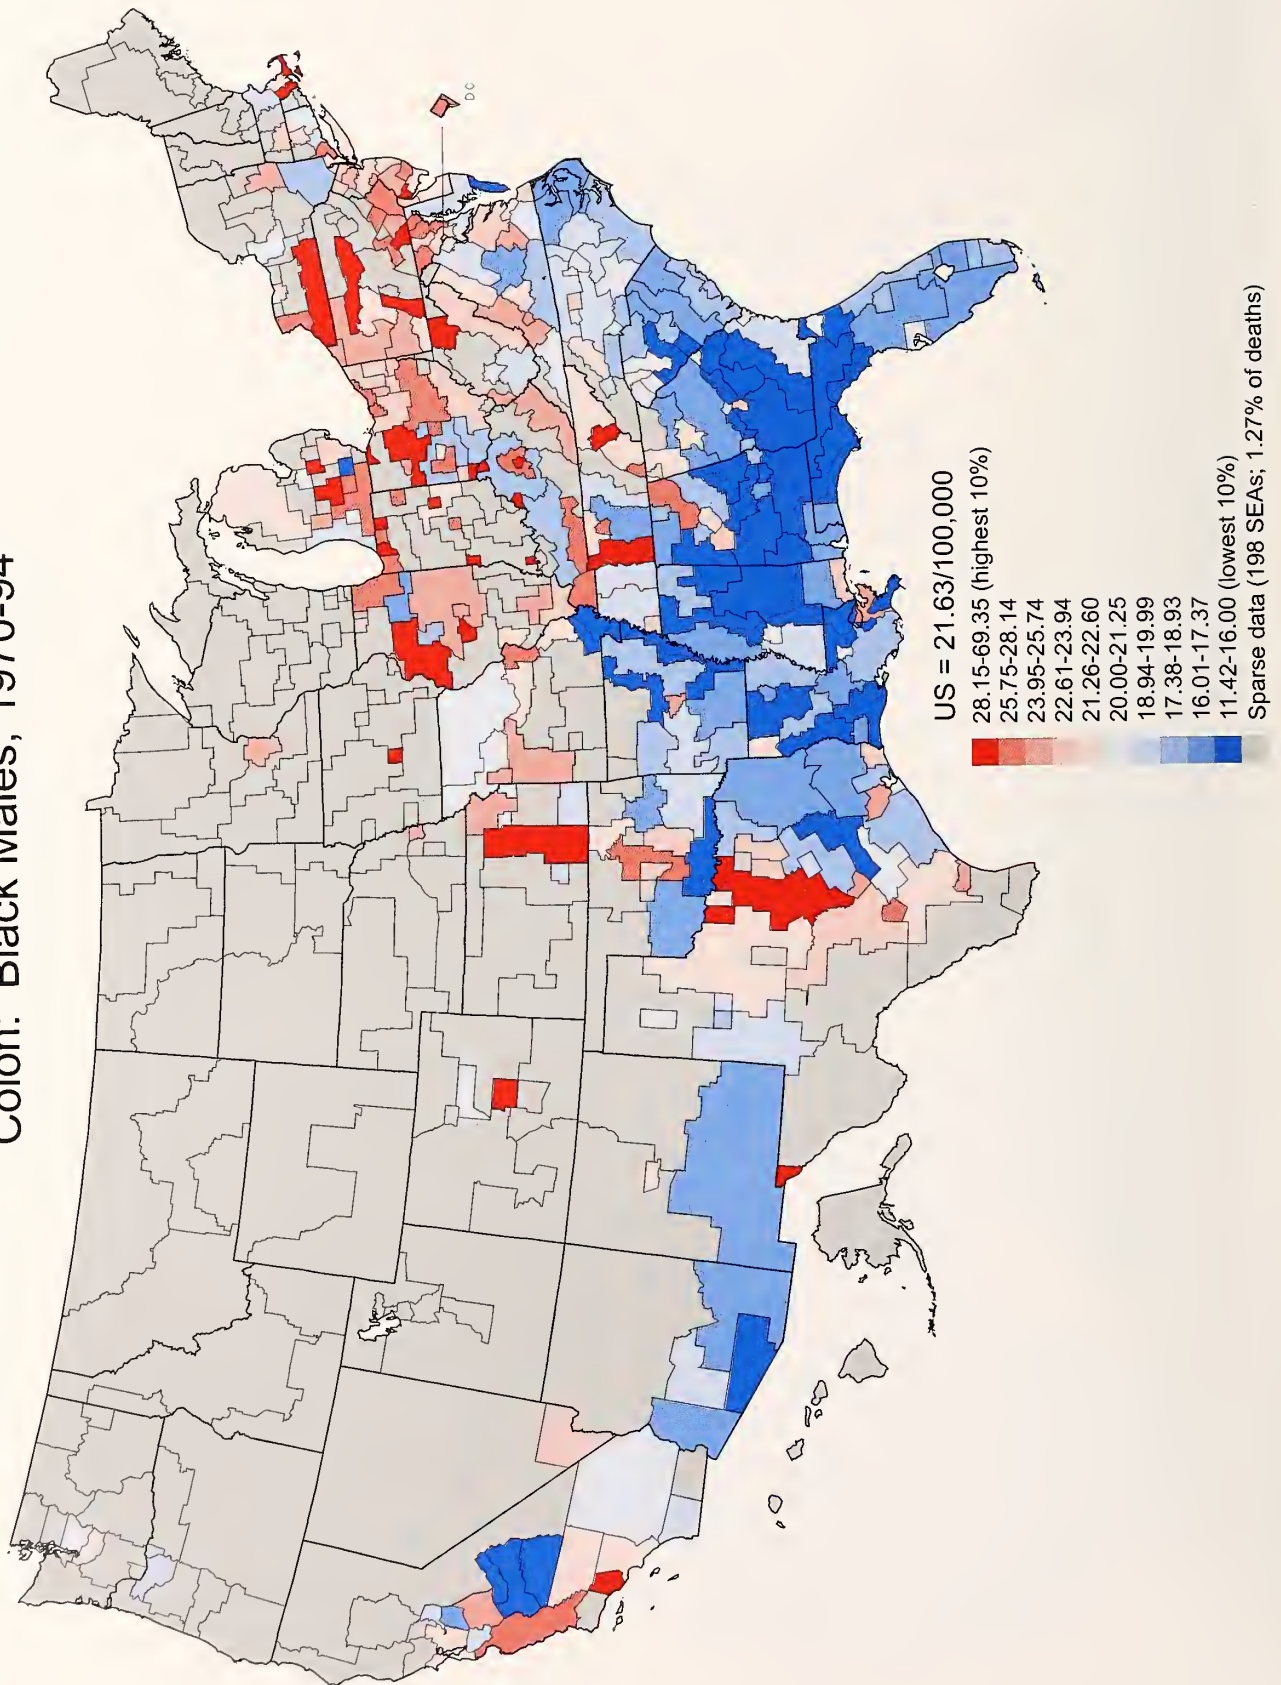 Colon: Black Males, 1970-94
DC
US = 21.63/100,000
28.15-69.35 (highest 10%)
25.75-28.14
23.95-25.74
22.61-23.94
21.26-22.60
20.00-21.25
18.94-19.99
17.38-18.93
16.01-17.37
11.42-16.00 (lowest 10%)
Sparse data (198 SEAs; 1.27% of deaths)